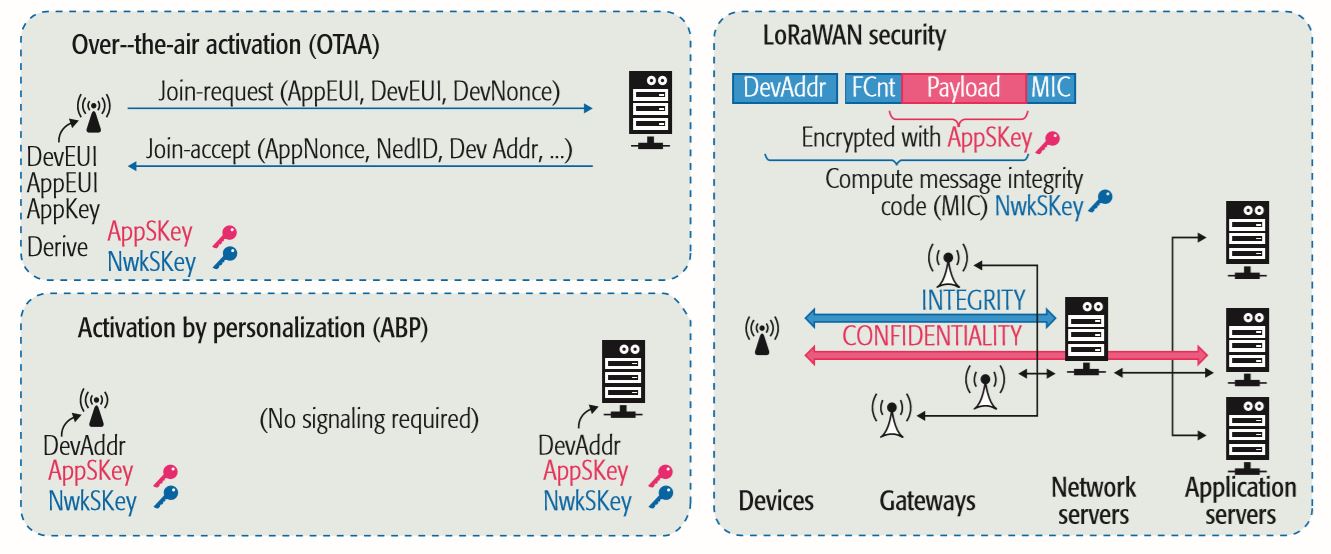 Over--the-air activation (OTAA)
Join-request (AppEUI, DevEUI, DevNonce)
Join-accept (AppNonce, NedID, Dev Addr, ...)
DevEUI
AppEUI
AppKey
Derive
AppSKey
NwkSKey
Activation by personalization (ABP)
(No signaling required)
DevAddr
AppSKey
NwkSKey
DevAddr
AppSKey
NwkSKey
LoRaWAN security
DevAddr FCnt Payload MIC
Encrypted with AppSKey
Compute message integrity
code (MIC) NwkSKey
INTEGRITY
CONFIDENTIALITY
Devices
Gateways
Network
servers
Application
servers